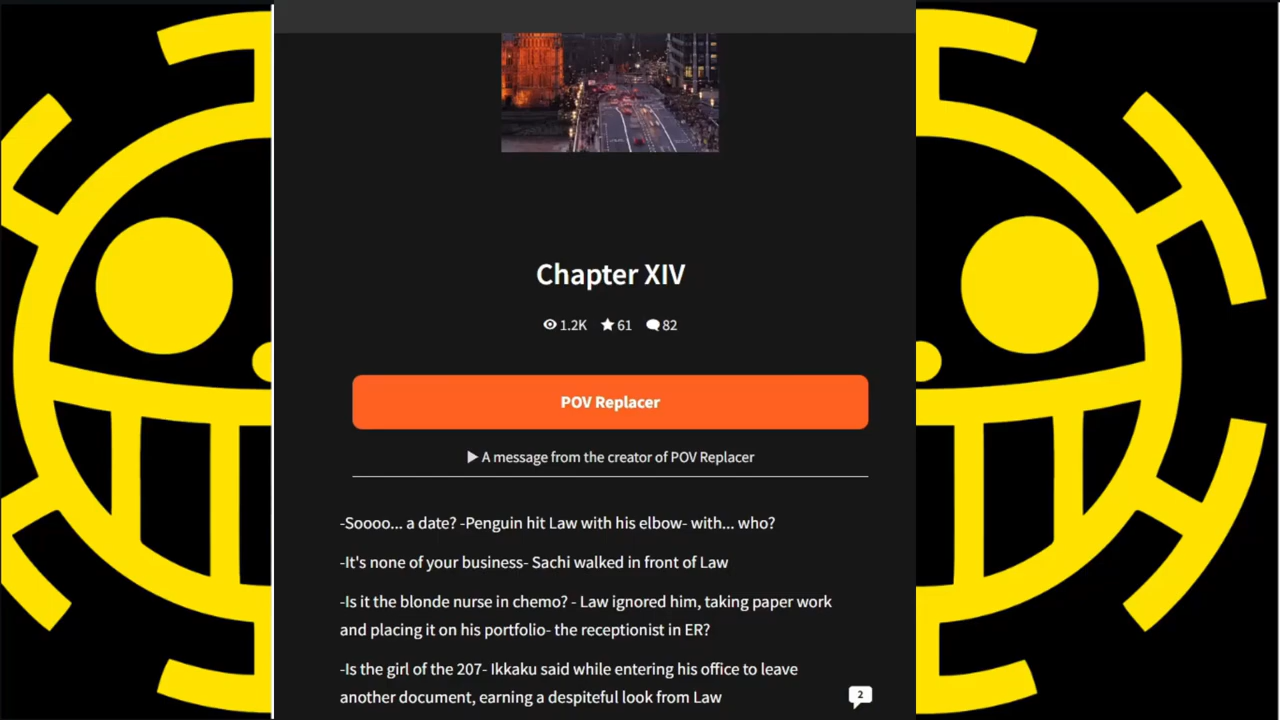 Chapter XIV
1.2K 61 82
POV Replacer
A message from the creator of POV Replacer
-Soooo... a date? -Penguin hit Law with his elbow- with... who?
-It's none of your business- Sachi walked in front of Law
-Is it the blonde nurse in chemo? - Law ignored him, taking paper work
and placing it on his portfolio- the receptionist in ER?
-Is the girl of the 207- Ikkaku said while entering his office to leave
another document, earning a despiteful look from Law
2